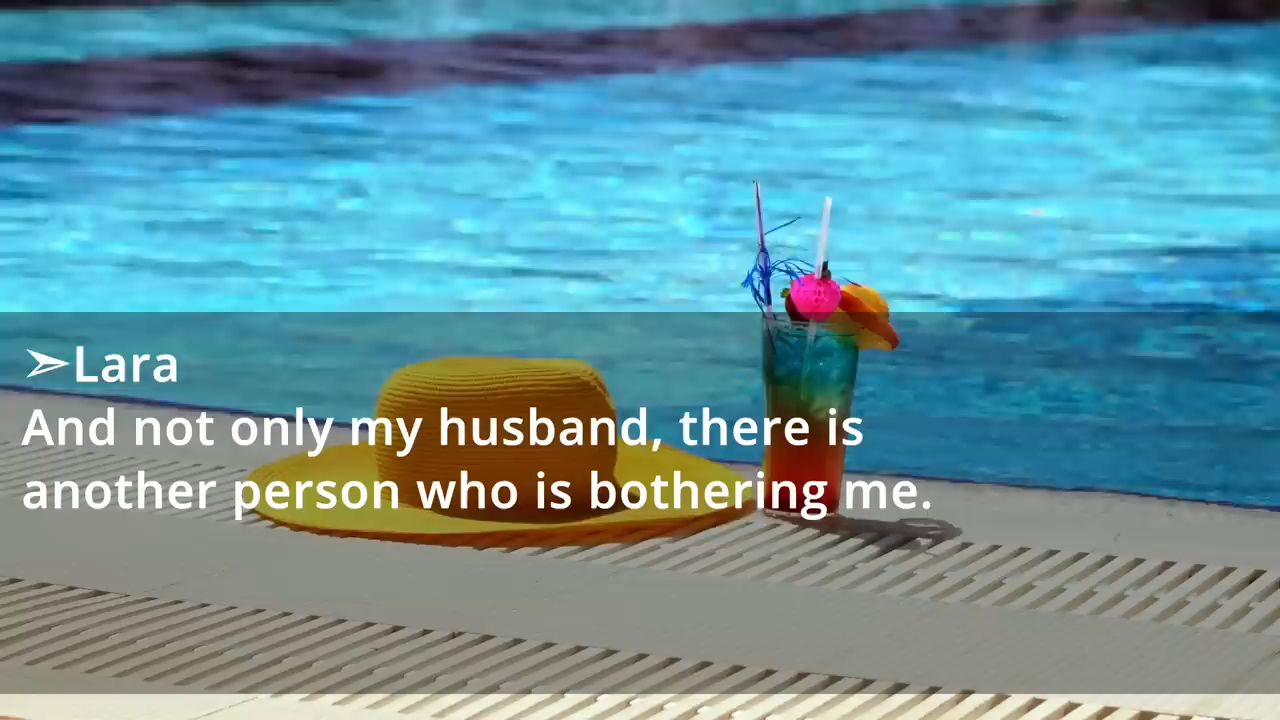 ➢Lara
And not only my husband, there is
another person who is bothering me.